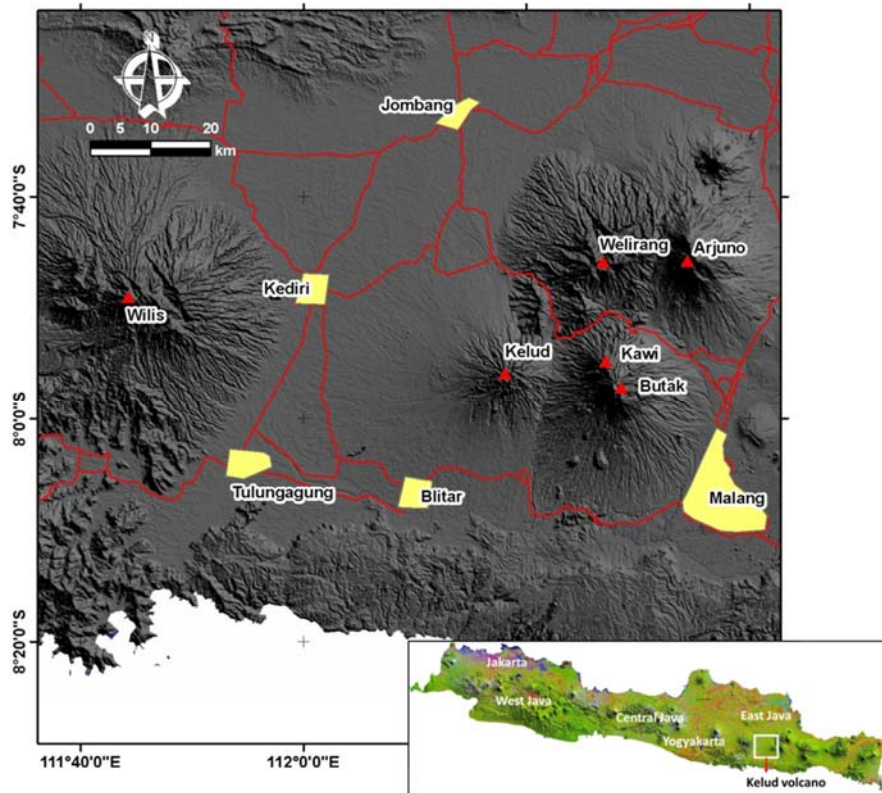 N
Jombang
0 5 10 20
km
7°40'0"S
Welirang
Arjuno
Kediri
Wilis
Kelud
Kawi
Butak
8°0'0"S
Tulungagung
Blitar
Malang
8°20'0"S
Jakarta
West Java
Central Java
East Java
Yogyakarta
Kelud volcano
111°40'0"E
112°0'0"E